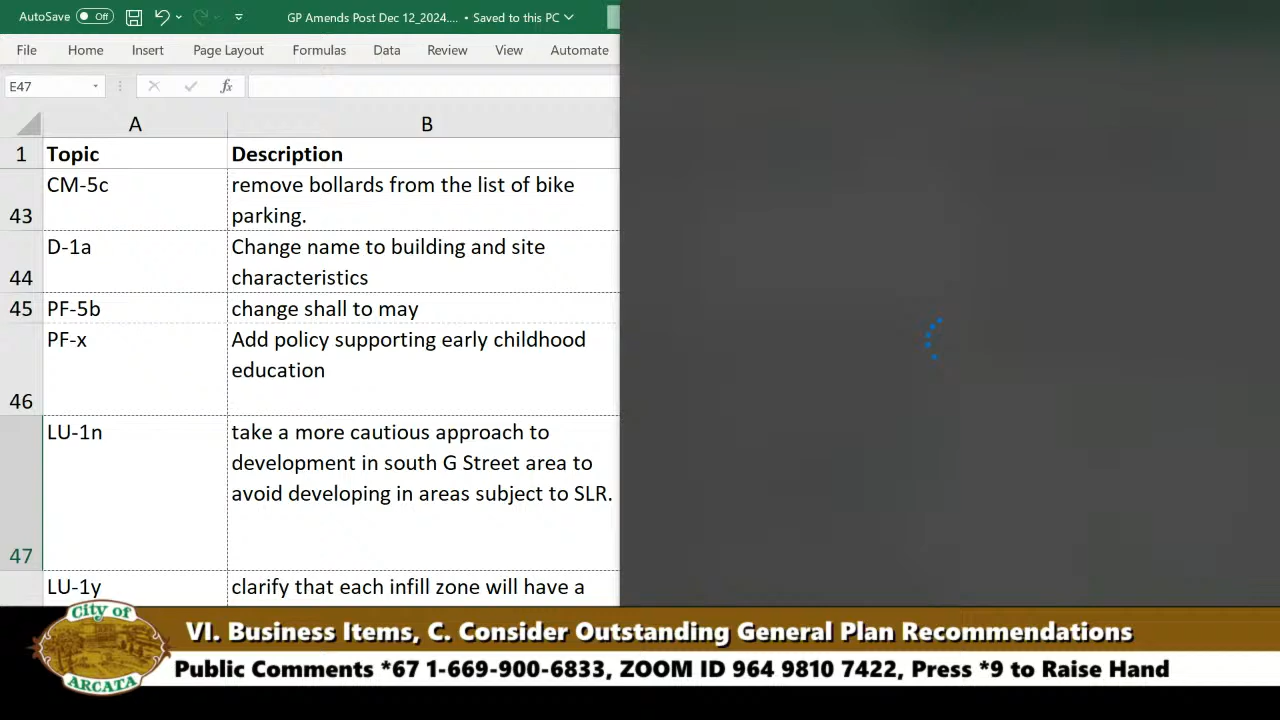 AutoSave Off GP Amends Post Dec 12_2024.... • Saved to this PC
File Home Insert Page Layout Formulas Data Review View Automate
E47 fx
A B
1 Topic Description
43 CM-5c remove bollards from the list of bike
parking.
44 D-1a Change name to building and site
characteristics
45 PF-5b change shall to may
46 PF-x Add policy supporting early childhood
education
47 LU-1n take a more cautious approach to
development in south G Street area to
avoid developing in areas subject to SLR.
LU-1y clarify that each infill zone will have a
City of
ARCATA
VI. Business Items, C. Consider Outstanding General Plan Recommendations
Public Comments *67 1-669-900-6833, ZOOM ID 964 9810 7422, Press *9 to Raise Hand